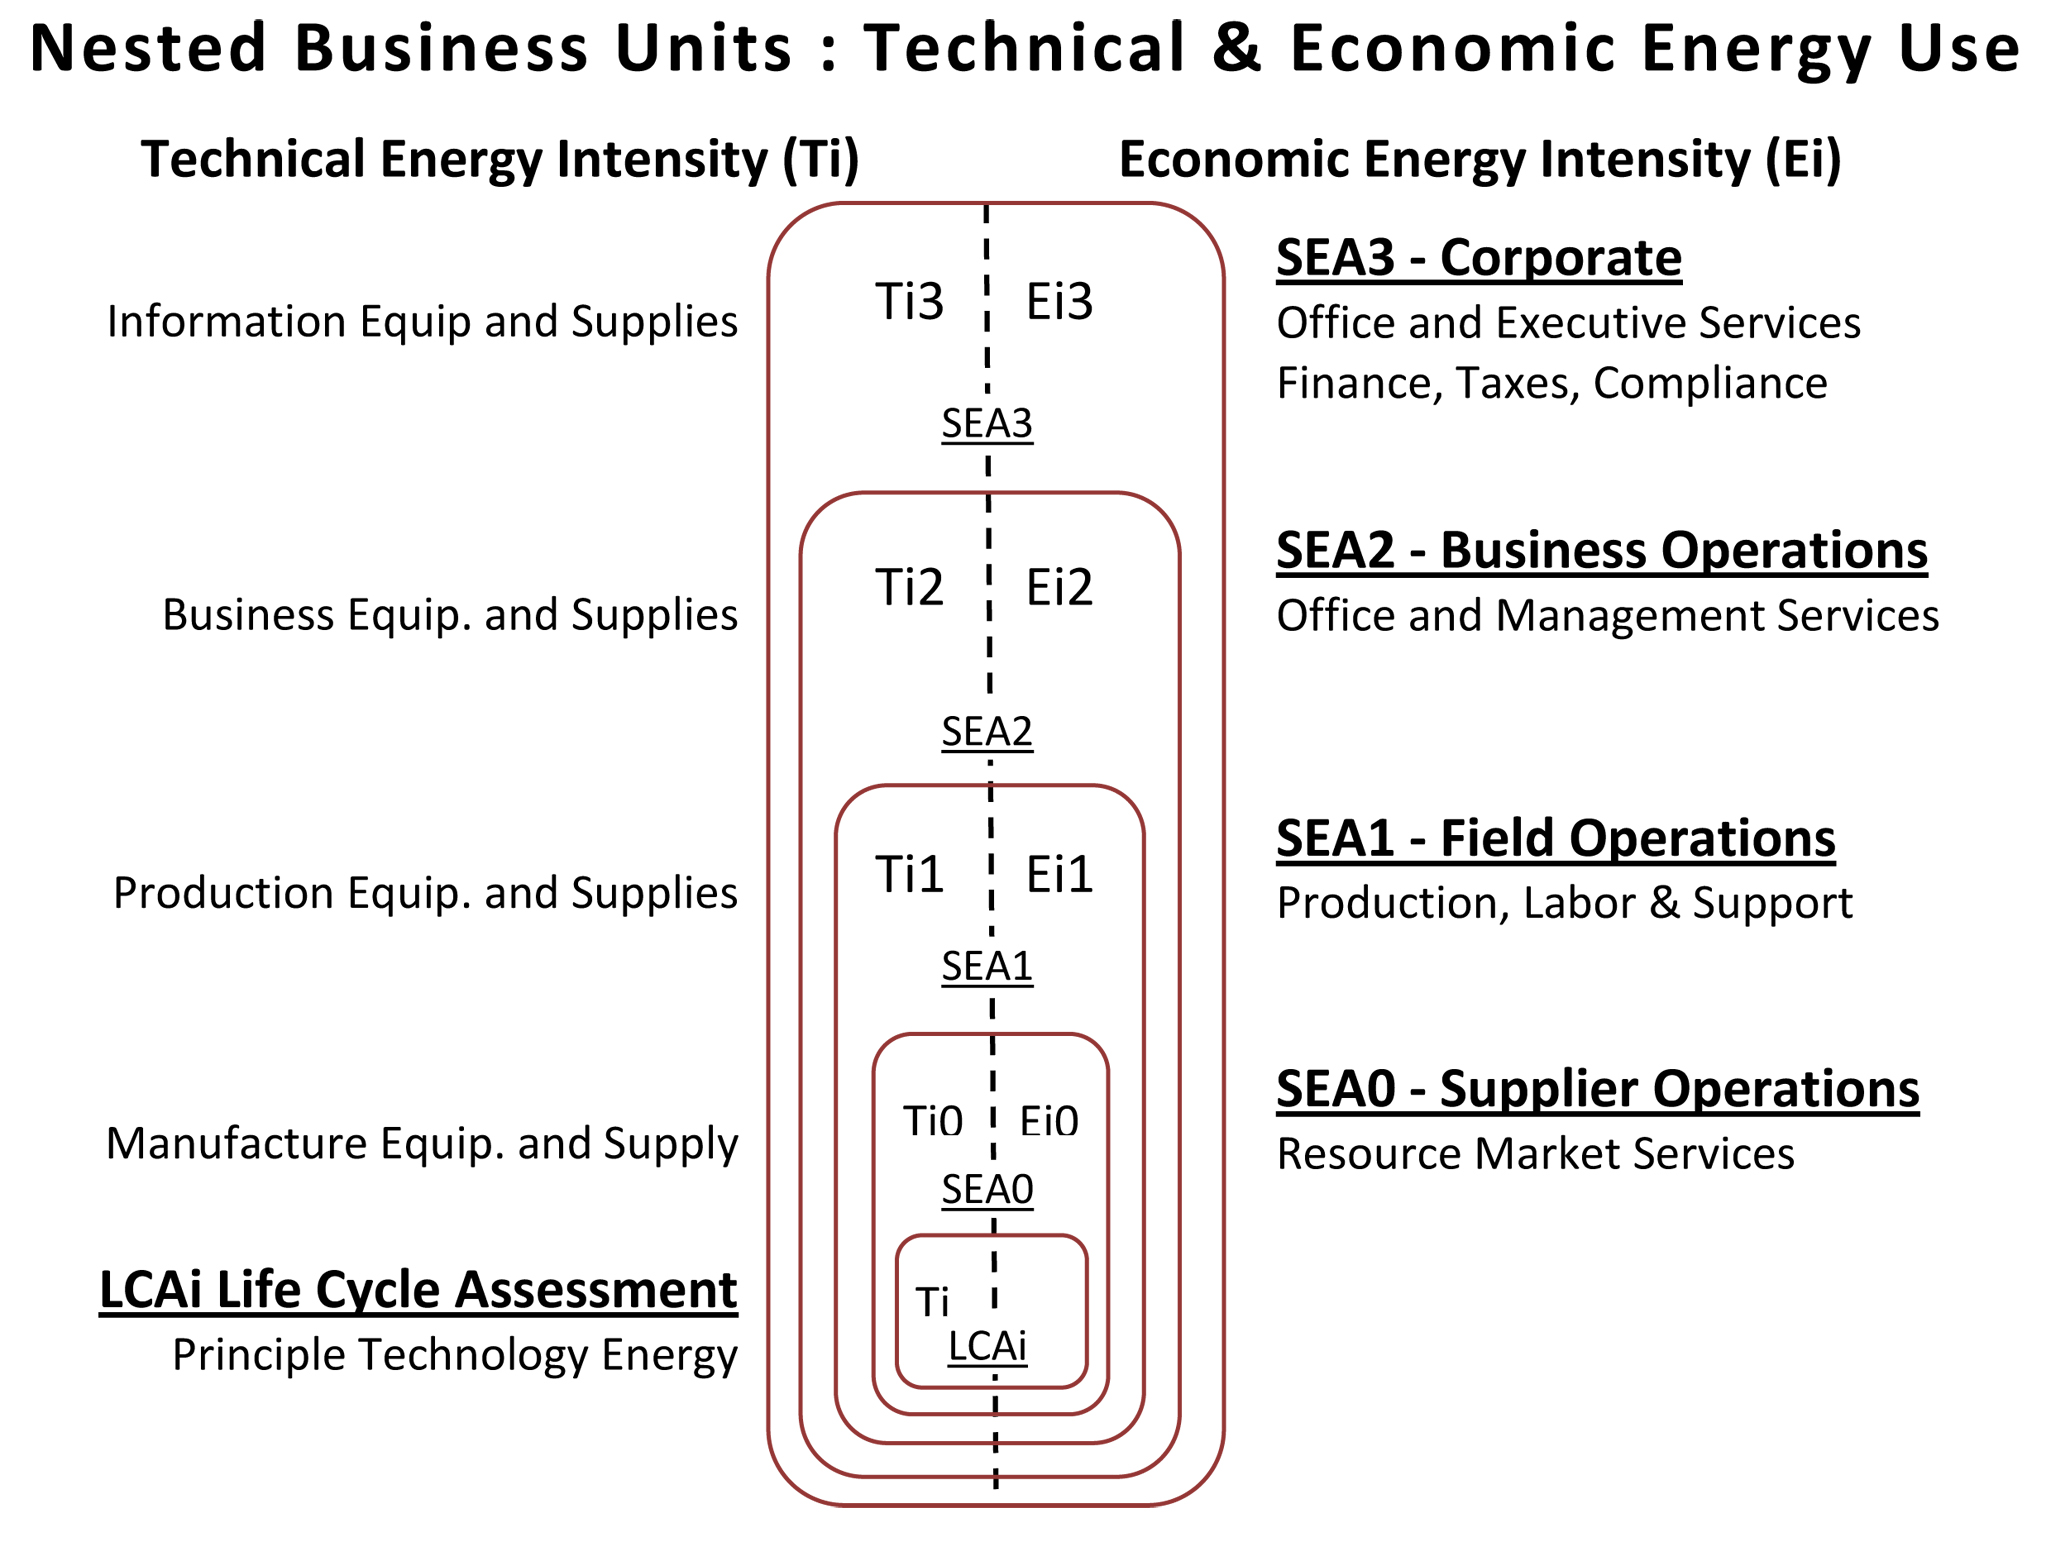 Nested Business Units : Technical & Economic Energy Use
Technical Energy Intensity (Ti)
Economic Energy Intensity (Ei)
Information Equip and Supplies
Ti3
Ei3
SEA3
SEA3 - Corporate
Office and Executive Services
Finance, Taxes, Compliance
Business Equip. and Supplies
Ti2
Ei2
SEA2
SEA2 - Business Operations
Office and Management Services
Production Equip. and Supplies
Ti1
Ei1
SEA1
SEA1 - Field Operations
Production, Labor & Support
Manufacture Equip. and Supply
Ti0
Ei0
SEA0
SEA0 - Supplier Operations
Resource Market Services
LCAi Life Cycle Assessment
Principle Technology Energy
Ti
LCAi